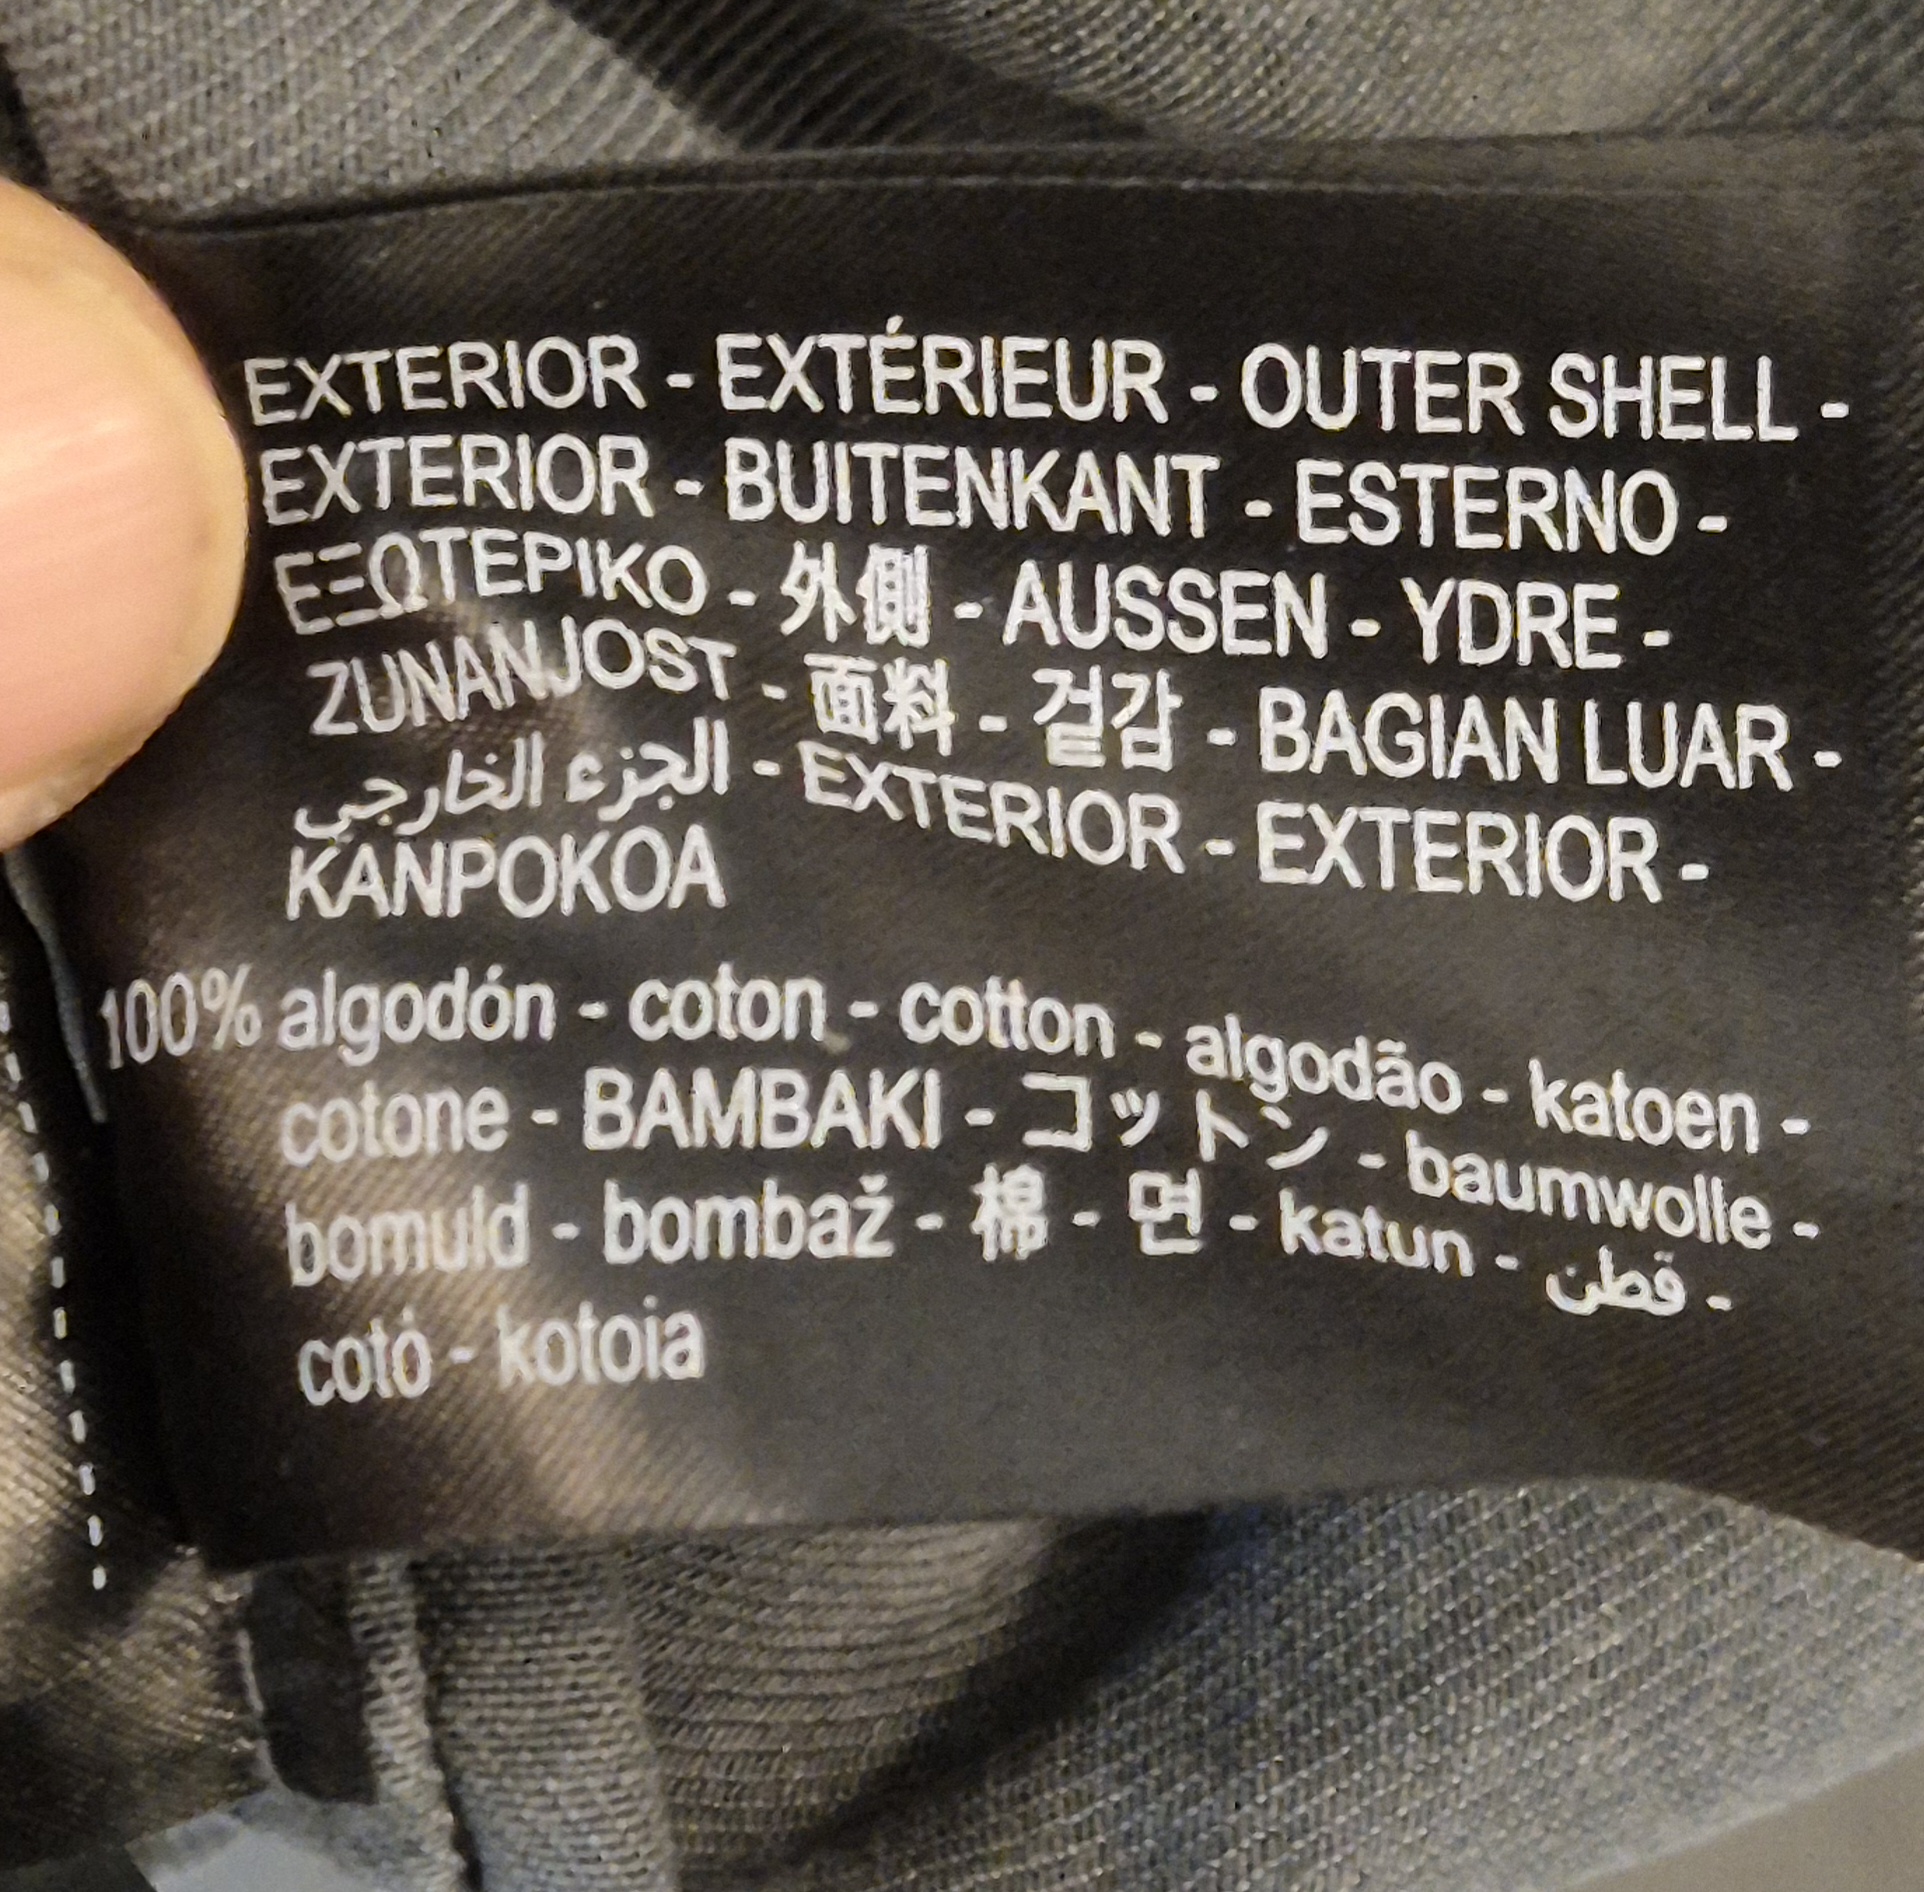 EXTERIOR - EXTÉRIEUR - OUTER SHELL -
EXTERIOR - BUITENKANT - ESTERNO -
ΕΞΩΤΕΡΙΚΟ - 外側 - AUSSEN - YDRE -
ZUNANJOST - 面料 - 겉감 - BAGIAN LUAR -
الجزء الخارجي - EXTERIOR - EXTERIOR -
KANPOKOA
100% algodón - coton - cotton - algodão - katoen -
cotone - BAMBAKI - コットン - baumwolle -
bomuld - bombaž - 棉 - 면 - katun - قطن -
cotó - kotoia